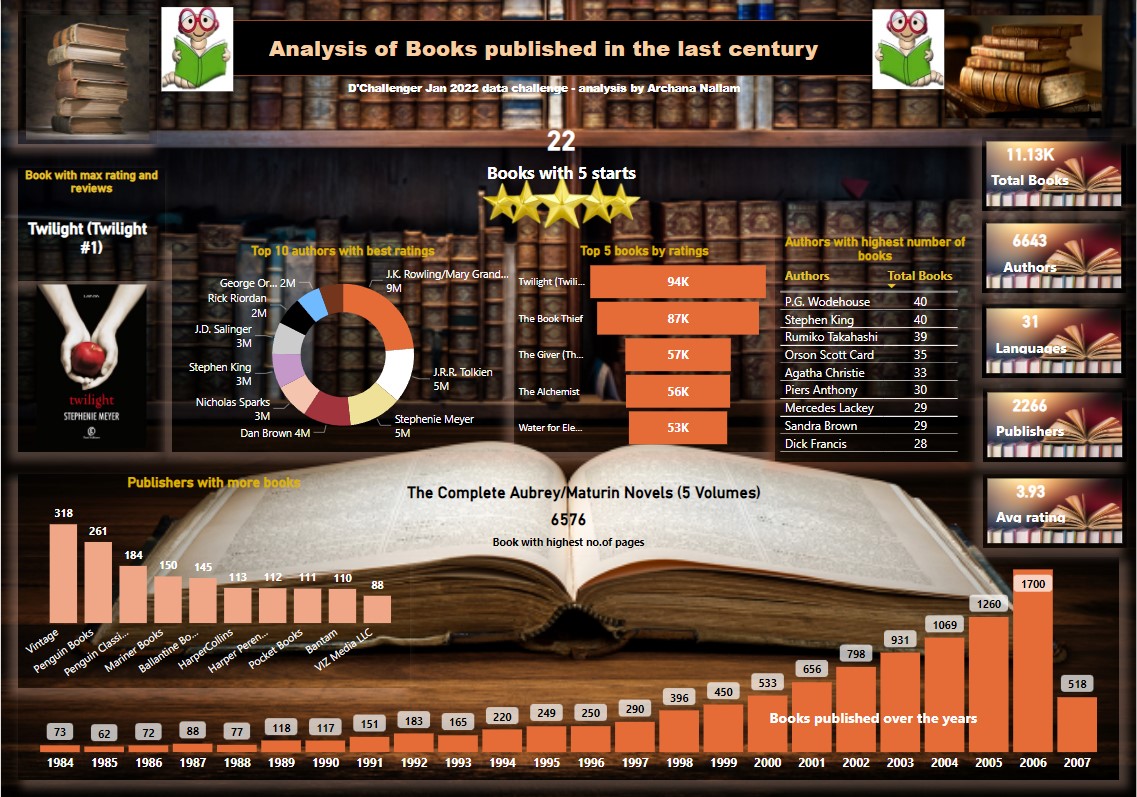 Analysis of Books published in the last century
D'Challenger Jan 2022 data challenge - analysis by Archana Nallam
22
Books with 5 starts
Book with max rating and
reviews
Twilight (Twilight
#1)
twilight
STEPHENIE MEYER
Top 10 authors with best ratings
J.K. Rowling/Mary Grand...
9M
J.R.R. Tolkien
5M
Stephenie Meyer
5M
Dan Brown 4M
Nicholas Sparks
3M
Stephen King
3M
J.D. Salinger
3M
Rick Riordan
2M
George Or... 2M
Top 5 books by ratings
Twilight (Twili... 94K
The Book Thief 87K
The Giver (Th... 57K
The Alchemist 56K
Water for Ele... 53K
Authors with highest number of
books
Authors Total Books
P.G. Wodehouse 40
Stephen King 40
Rumiko Takahashi 39
Orson Scott Card 35
Agatha Christie 33
Piers Anthony 30
Mercedes Lackey 29
Sandra Brown 29
Dick Francis 28
11.13K
Total Books
6643
Authors
31
Languages
2266
Publishers
3.93
Avg rating
Publishers with more books
318 261 184 150 145 113 112 111 110 88
Vintage
Penguin Books
Penguin Classi...
Mariner Books
Ballantine Bo...
HarperCollins
Harper Peren...
Pocket Books
Bantam
VIZ Media LLC
The Complete Aubrey/Maturin Novels (5 Volumes)
6576
Book with highest no.of pages
Books published over the years
73 62 72 88 77 118 117 151 183 165 220 249 250 290 396 450 533 656 798 931 1069 1260 1700 518
1984 1985 1986 1987 1988 1989 1990 1991 1992 1993 1994 1995 1996 1997 1998 1999 2000 2001 2002 2003 2004 2005 2006 2007